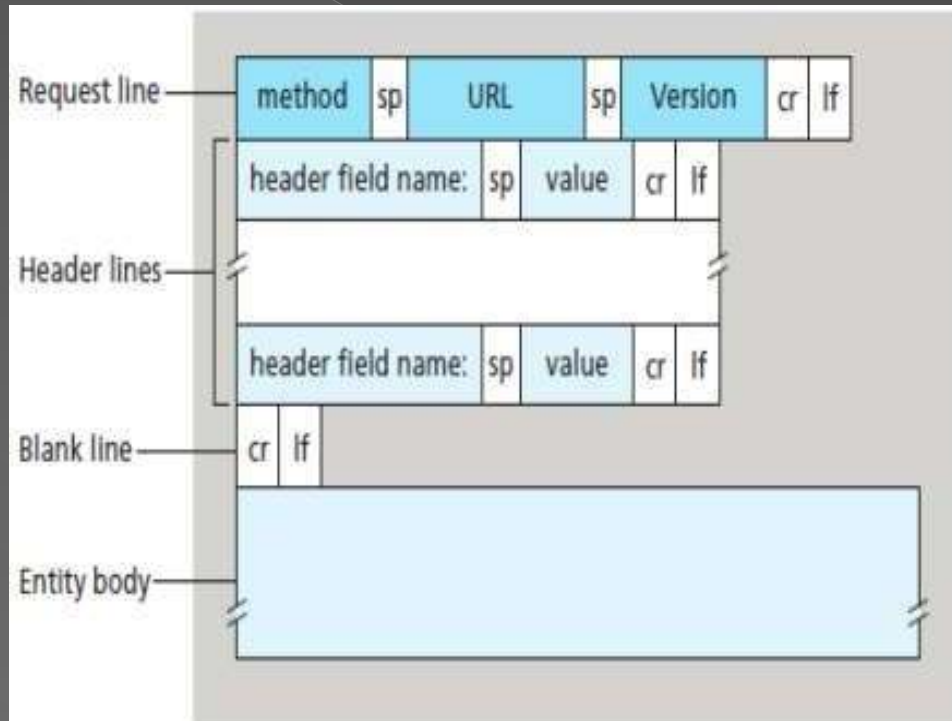 Request line method sp URL sp Version cr lf
header field name: sp value cr lf
Header lines
header field name: sp value cr lf
Blank line cr lf
Entity body